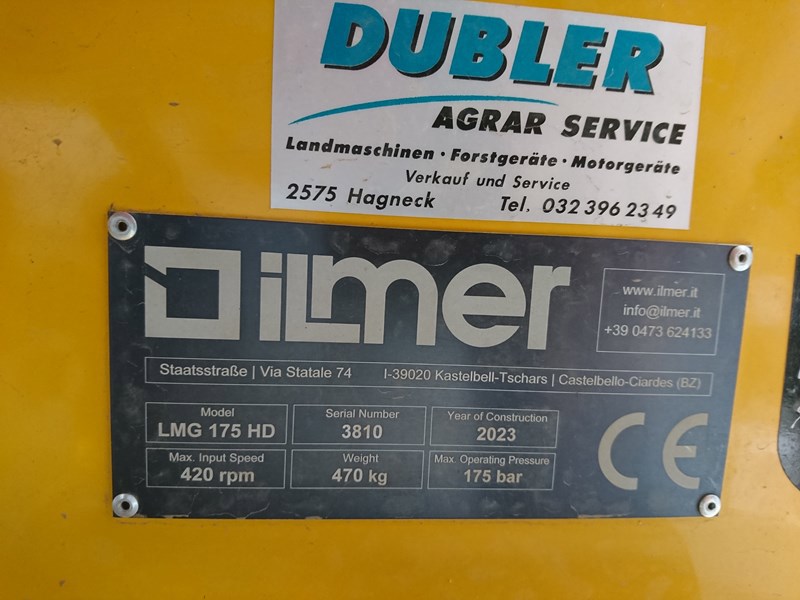 DUBLER
AGRAR SERVICE
Landmaschinen · Forstgeräte · Motorgeräte
Verkauf und Service
2575 Hagneck Tel. 032 396 23 49
ilmer
www.ilmer.it
info@ilmer.it
+39 0473 624133
Staatsstraße | Via Statale 74 I-39020 Kastelbell-Tschars | Castelbello-Ciardes (BZ)
Model
LMG 175 HD
Serial Number
3810
Year of Construction
2023
Max. Input Speed
420 rpm
Weight
470 kg
Max. Operating Pressure
175 bar
CE